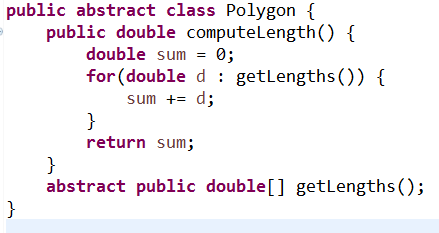 public abstract class Polygon {
    public double computeLength() {
        double sum = 0;
        for(double d : getLengths()) {
            sum += d;
        }
        return sum;
    }
    abstract public double[] getLengths();
}